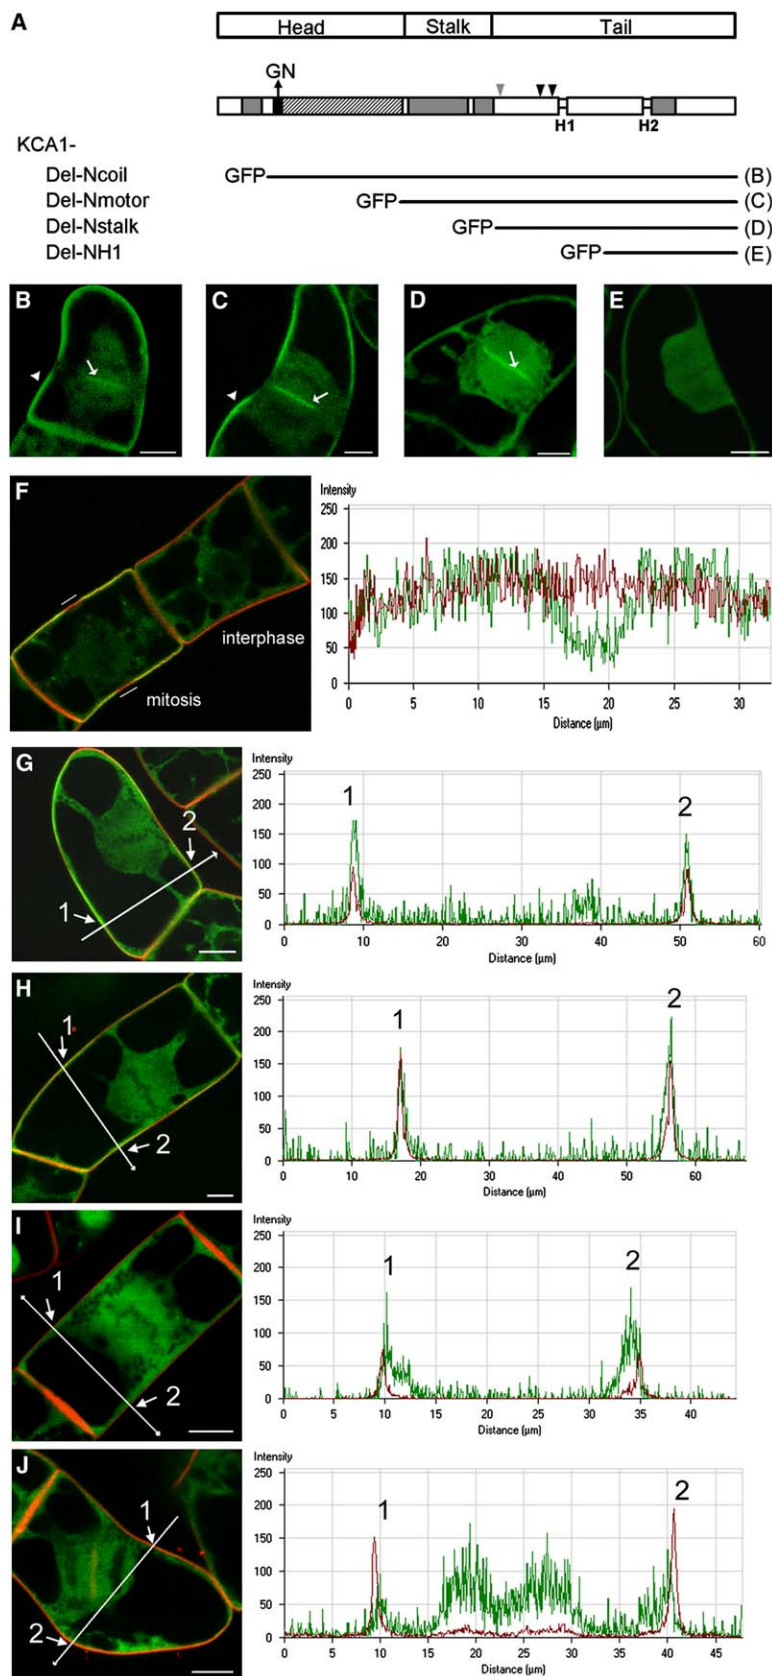 A
Head Stalk Tail
GN
H1 H2
KCA1-
Del-Ncoil GFP (B)
Del-Nmotor GFP (C)
Del-Nstalk GFP (D)
Del-NH1 GFP (E)
B C D E
F
interphase
mitosis
Intensity
250
200
150
100
50
0
0 5 10 15 20 25 30
Distance (µm)
G
1
2
Intensity
250
200
150
100
50
0
1 2
0 10 20 30 40 50 60
Distance (µm)
H
1
2
Intensity
250
200
150
100
50
0
1 2
0 10 20 30 40 50 60
Distance (µm)
I
1
2
Intensity
250
200
150
100
50
0
1 2
0 5 10 15 20 25 30 35 40
Distance (µm)
J
1
2
Intensity
250
200
150
100
50
0
1 2
0 5 10 15 20 25 30 35 40 45
Distance (µm)